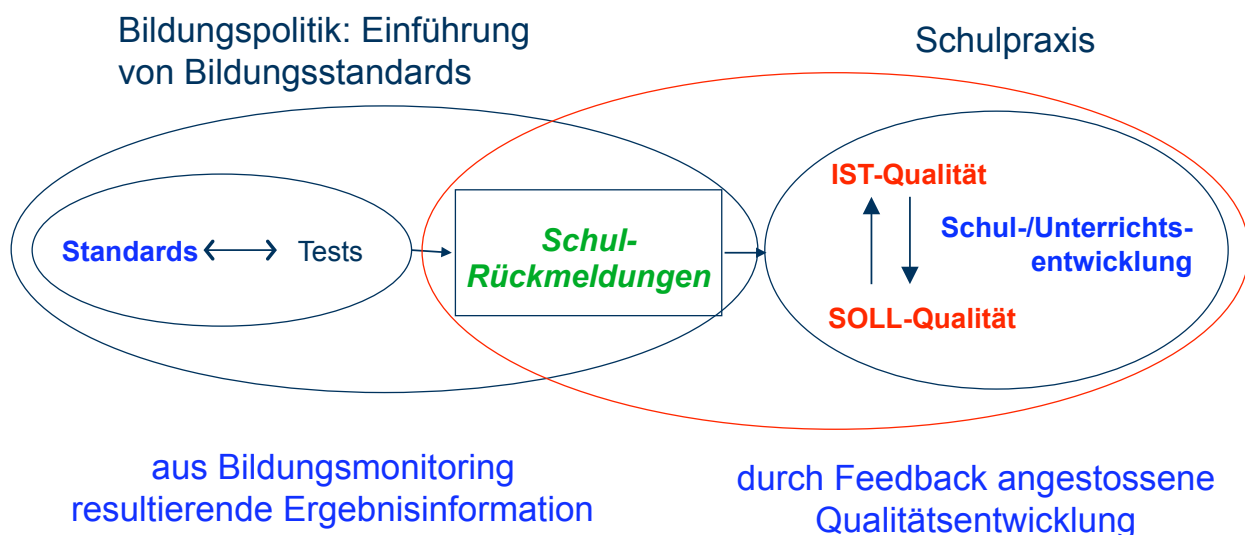 Bildungspolitik: Einführung
von Bildungsstandards
Schulpraxis
Standards
Tests
Schul-
Rückmeldungen
IST-Qualität
Schul-/Unterrichts-
entwicklung
SOLL-Qualität
aus Bildungsmonitoring
resultierende Ergebnisinformation
durch Feedback angestossene
Qualitätsentwicklung